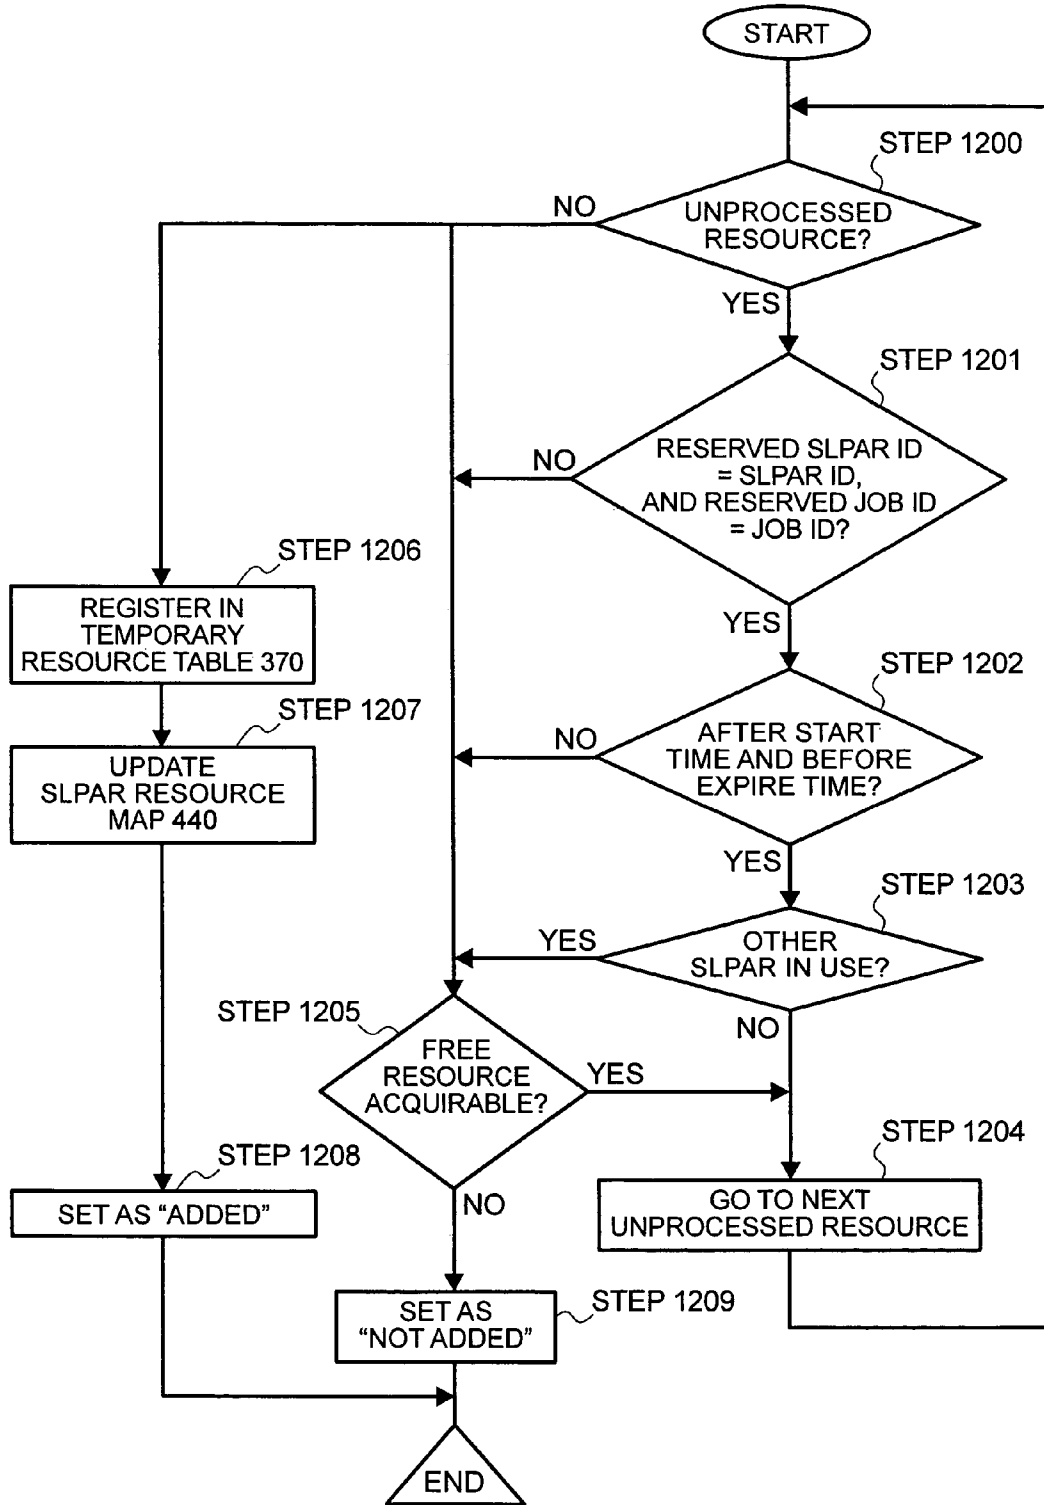 START
STEP 1200
NO
UNPROCESSED
RESOURCE?
YES
STEP 1201
NO
RESERVED SLPAR ID
= SLPAR ID,
AND RESERVED JOB ID
= JOB ID?
YES
STEP 1206
REGISTER IN
TEMPORARY
RESOURCE TABLE 370
STEP 1202
NO
AFTER START
TIME AND BEFORE
EXPIRE TIME?
YES
STEP 1207
UPDATE
SLPAR RESOURCE
MAP 440
STEP 1203
YES
OTHER
SLPAR IN USE?
NO
STEP 1205
FREE
RESOURCE
ACQUIRABLE?
YES
NO
STEP 1204
GO TO NEXT
UNPROCESSED RESOURCE
STEP 1208
SET AS “ADDED”
STEP 1209
SET AS
“NOT ADDED”
END